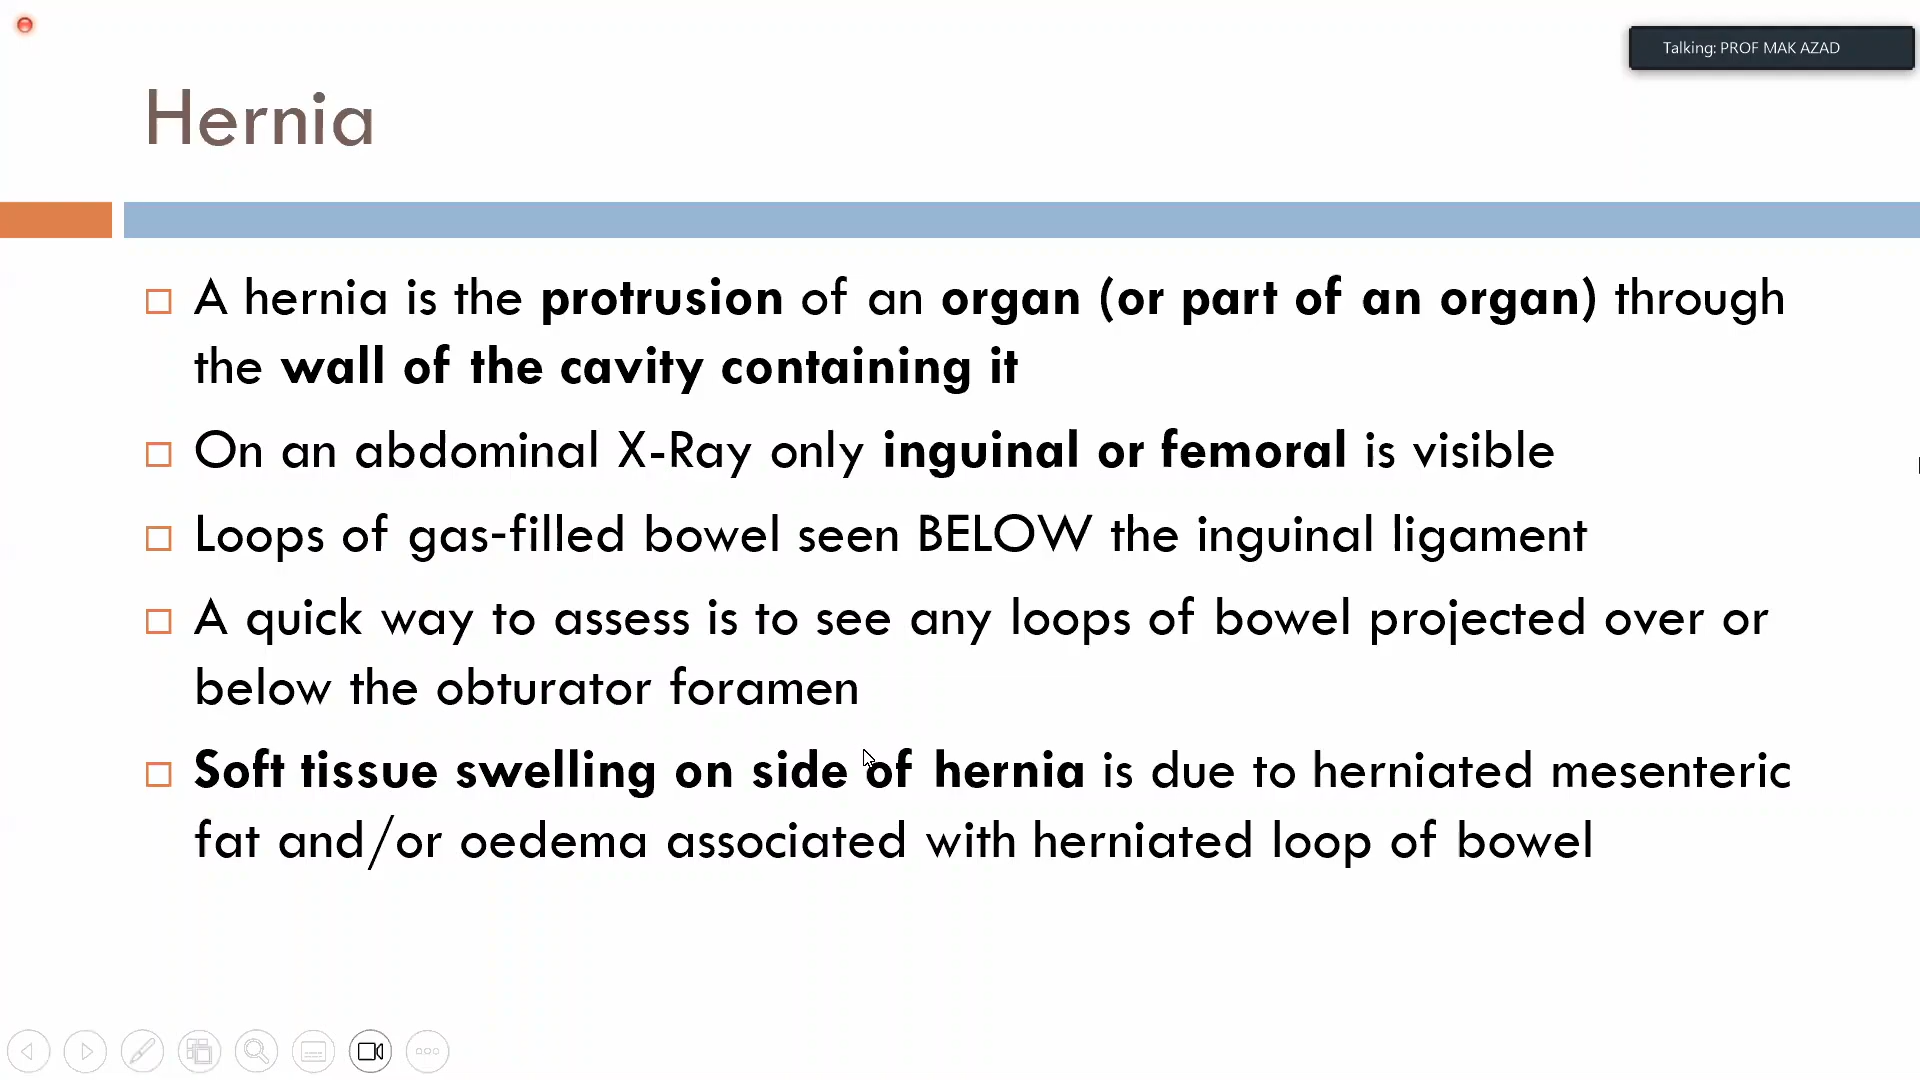 Talking: PROF MAK AZAD
Hernia
A hernia is the protrusion of an organ (or part of an organ) through
the wall of the cavity containing it
On an abdominal X-Ray only inguinal or femoral is visible
Loops of gas-filled bowel seen BELOW the inguinal ligament
A quick way to assess is to see any loops of bowel projected over or
below the obturator foramen
Soft tissue swelling on side of hernia is due to herniated mesenteric
fat and/or oedema associated with herniated loop of bowel